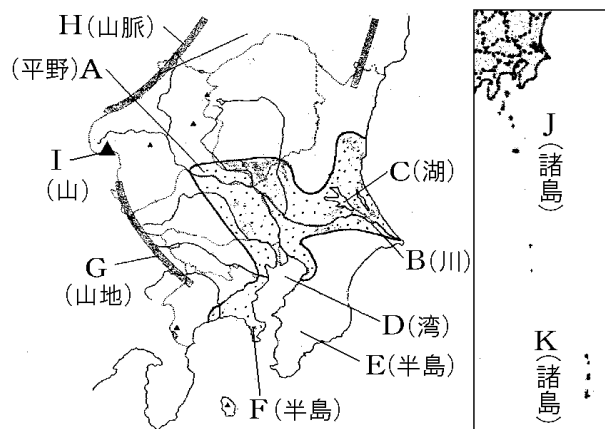 H(山脈)
(平野)A
I
(山)
C(湖)
B(川)
G
(山地)
D(湾)
E(半島)
F(半島)
J
(諸島)
K
(諸島)